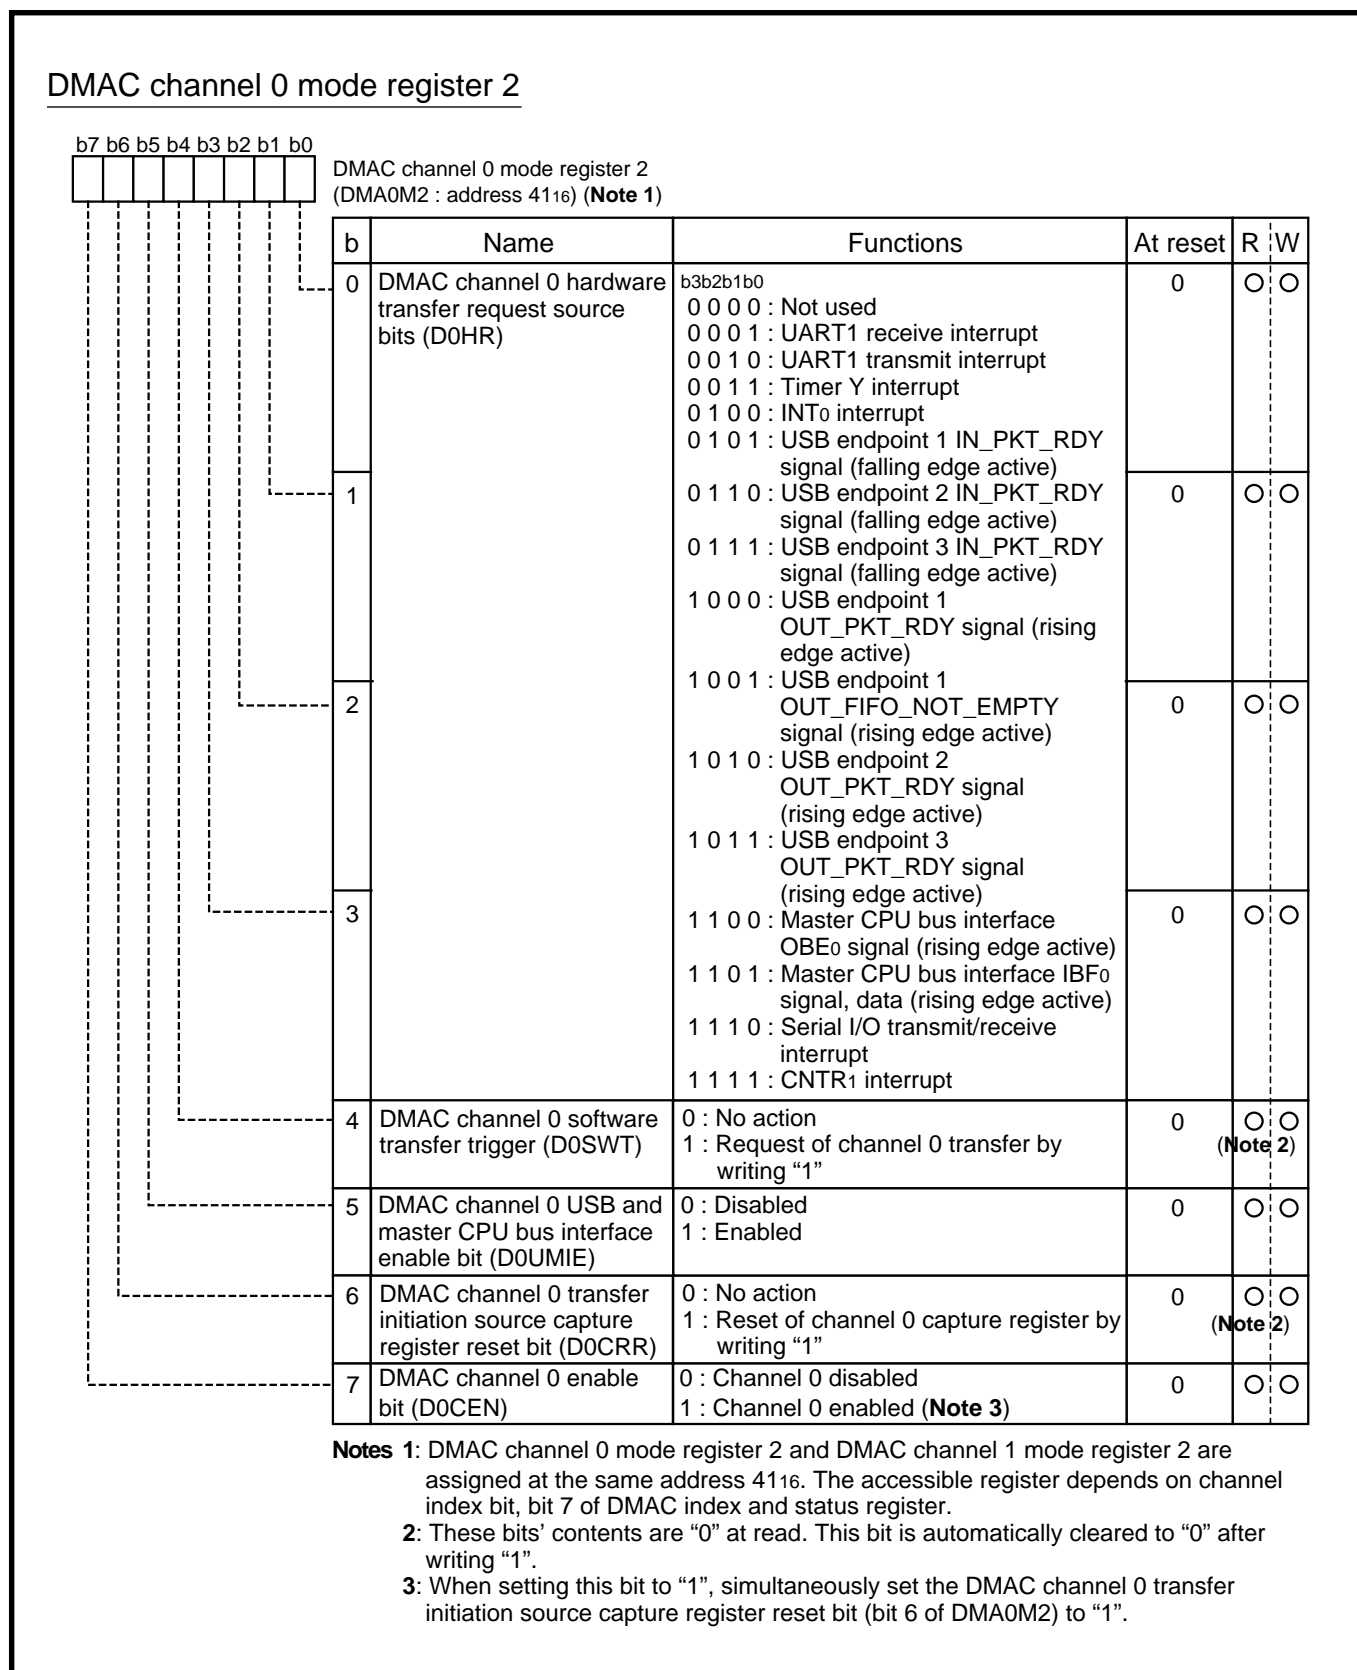 DMAC channel 0 mode register 2
b7 b6 b5 b4 b3 b2 b1 b0
DMAC channel 0 mode register 2
(DMA0M2 : address 4116) (Note 1)
b Name Functions At reset R W
0 DMAC channel 0 hardware transfer request source bits (D0HR) 0
b3b2b1b0
0 0 0 0 : Not used
0 0 0 1 : UART1 receive interrupt
0 0 1 0 : UART1 transmit interrupt
0 0 1 1 : Timer Y interrupt
0 1 0 0 : INT0 interrupt
0 1 0 1 : USB endpoint 1 IN_PKT_RDY
signal (falling edge active)
1 0
0 1 1 0 : USB endpoint 2 IN_PKT_RDY
signal (falling edge active)
0 1 1 1 : USB endpoint 3 IN_PKT_RDY
signal (falling edge active)
1 0 0 0 : USB endpoint 1
OUT_PKT_RDY signal (rising
edge active)
1 0 0 1 : USB endpoint 1
2 0
OUT_FIFO_NOT_EMPTY
signal (rising edge active)
1 0 1 0 : USB endpoint 2
OUT_PKT_RDY signal
(rising edge active)
1 0 1 1 : USB endpoint 3
OUT_PKT_RDY signal
(rising edge active)
3 0
1 1 0 0 : Master CPU bus interface
OBE0 signal (rising edge active)
1 1 0 1 : Master CPU bus interface IBF0
signal, data (rising edge active)
1 1 1 0 : Serial I/O transmit/receive
interrupt
1 1 1 1 : CNTR1 interrupt
4 DMAC channel 0 software 0 : No action 0
transfer trigger (D0SWT) 1 : Request of channel 0 transfer by (Note 2)
writing “1”
5 DMAC channel 0 USB and 0 : Disabled 0
master CPU bus interface 1 : Enabled
enable bit (D0UMIE)
6 DMAC channel 0 transfer 0 : No action 0
initiation source capture 1 : Reset of channel 0 capture register by (Note 2)
register reset bit (D0CRR) writing “1”
7 DMAC channel 0 enable 0 : Channel 0 disabled 0
bit (D0CEN) 1 : Channel 0 enabled (Note 3)
Notes 1: DMAC channel 0 mode register 2 and DMAC channel 1 mode register 2 are
assigned at the same address 4116. The accessible register depends on channel
index bit, bit 7 of DMAC index and status register.
2: These bits’ contents are “0” at read. This bit is automatically cleared to “0” after
writing “1”.
3: When setting this bit to “1”, simultaneously set the DMAC channel 0 transfer
initiation source capture register reset bit (bit 6 of DMA0M2) to “1”.